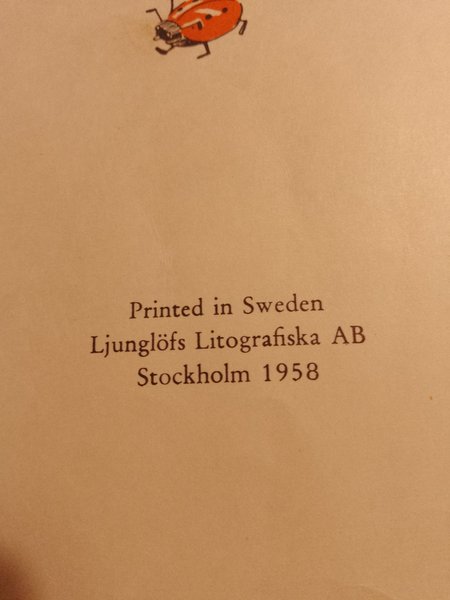 Printed in Sweden
Ljunglöfs Litografiska AB
Stockholm 1958